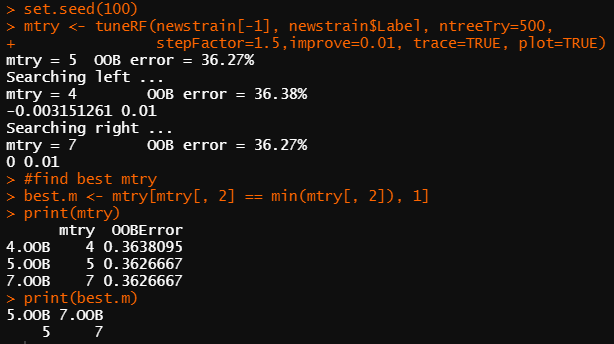 > set.seed(100)
> mtry <- tuneRF(newstrain[-1], newstrain$Label, ntreeTry=500,
+ stepFactor=1.5,improve=0.01, trace=TRUE, plot=TRUE)
mtry = 5 OOB error = 36.27%
Searching left ...
mtry = 4 OOB error = 36.38%
-0.003151261 0.01
Searching right ...
mtry = 7 OOB error = 36.27%
0 0.01
> #find best mtry
> best.m <- mtry[mtry[, 2] == min(mtry[, 2]), 1]
> print(mtry)
mtry OOBError
4.OOB 4 0.3638095
5.OOB 5 0.3626667
7.OOB 7 0.3626667
> print(best.m)
5.OOB 7.OOB
5 7